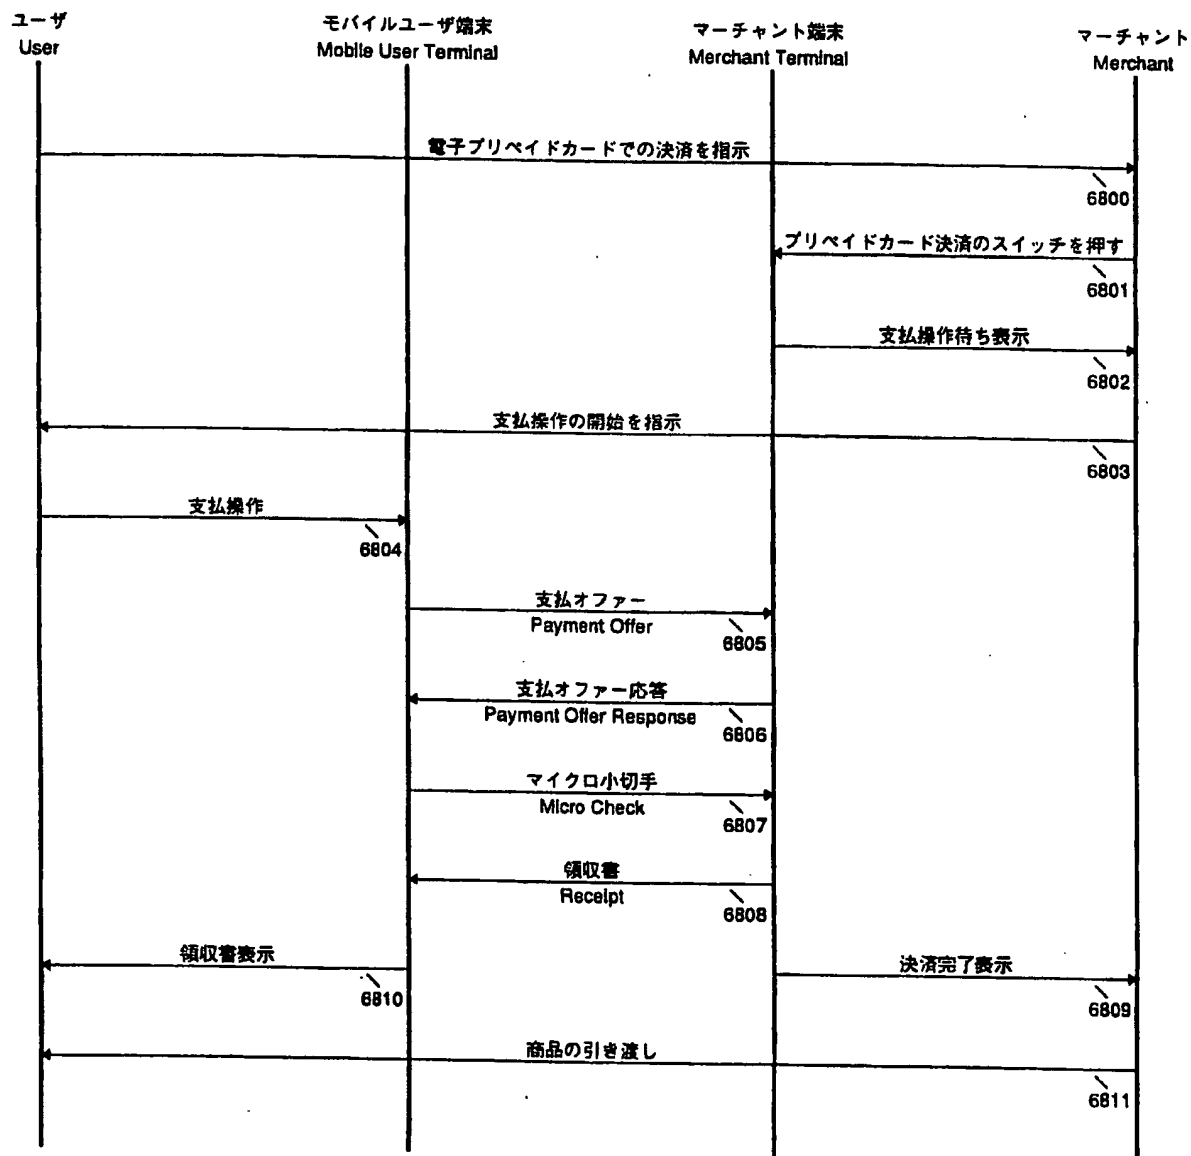 ユーザ
User
モバイルユーザ端末
Mobile User Terminal
マーチャント端末
Merchant Terminal
マーチャント
Merchant
電子プリペイドカードでの決済を指示
6800
プリペイドカード決済のスイッチを押す
6801
支払操作待ち表示
6802
支払操作の開始を指示
6803
支払操作
6804
支払オファー
Payment Offer
6805
支払オファー応答
Payment Offer Response
6806
マイクロ小切手
Micro Check
6807
領収書
Receipt
6808
領収書表示
6810
決済完了表示
6809
商品の引き渡し
6811